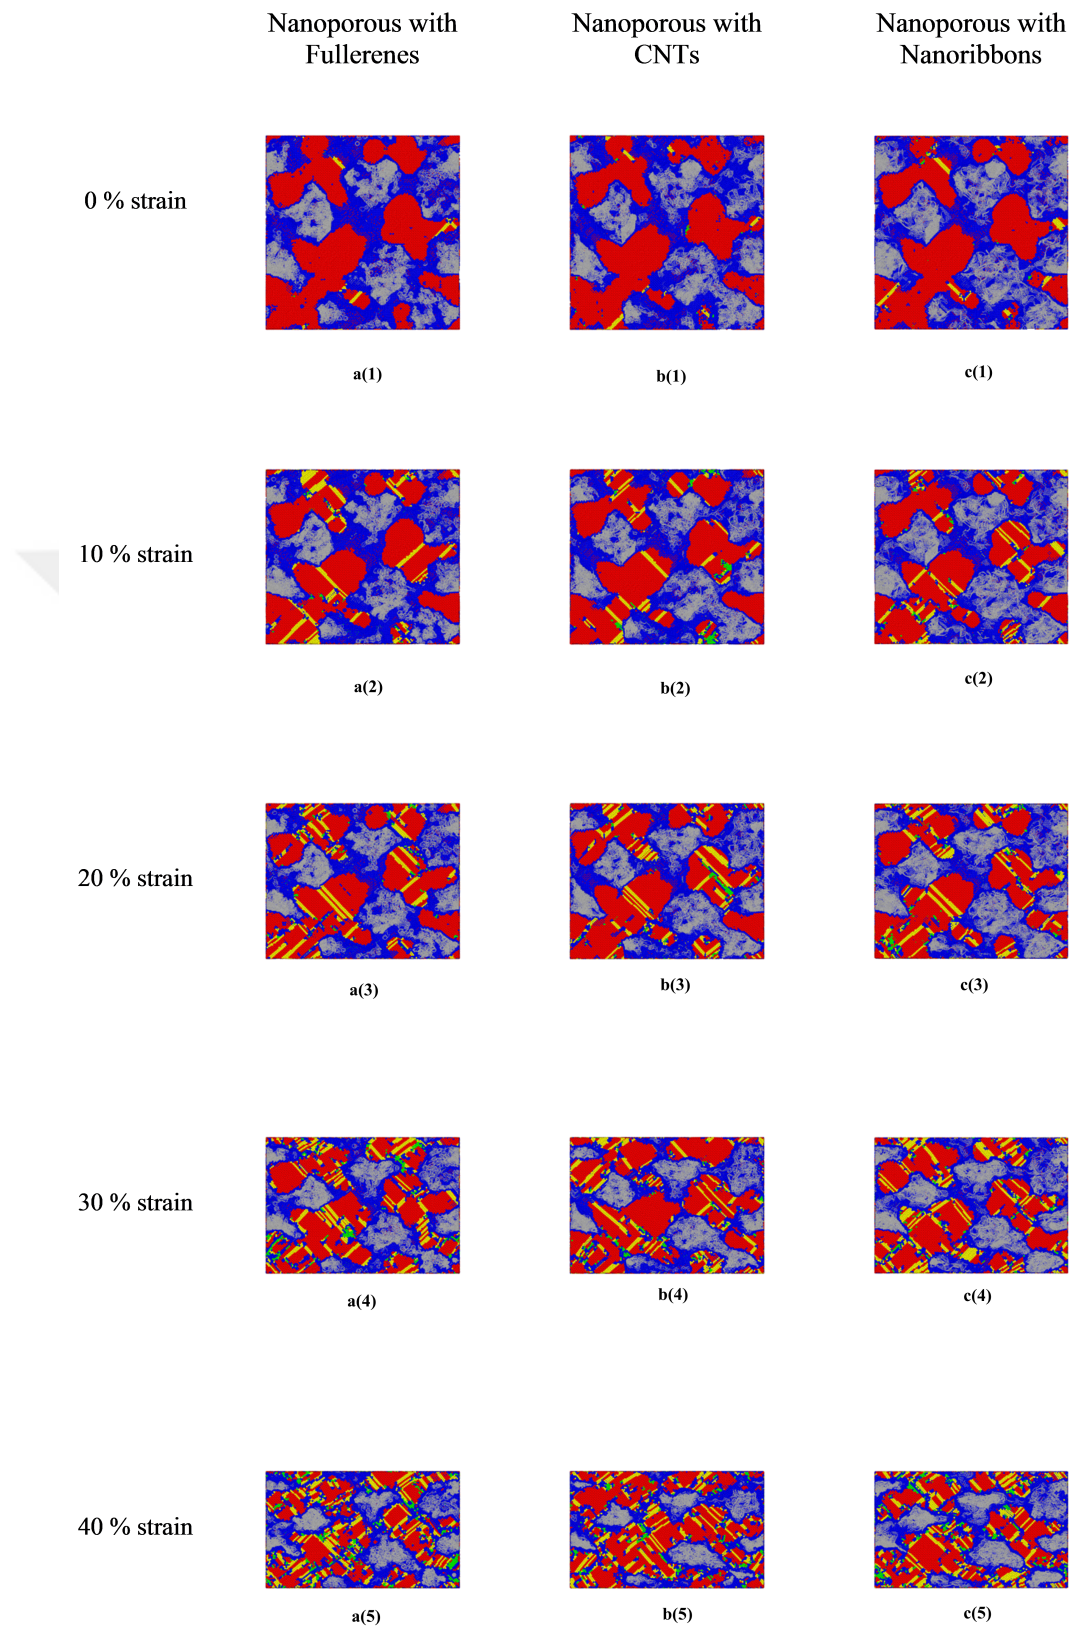 Nanoporous with Fullerenes
Nanoporous with CNTs
Nanoporous with Nanoribbons
0 % strain
a(1)
b(1)
c(1)
10 % strain
a(2)
b(2)
c(2)
20 % strain
a(3)
b(3)
c(3)
30 % strain
a(4)
b(4)
c(4)
40 % strain
a(5)
b(5)
c(5)